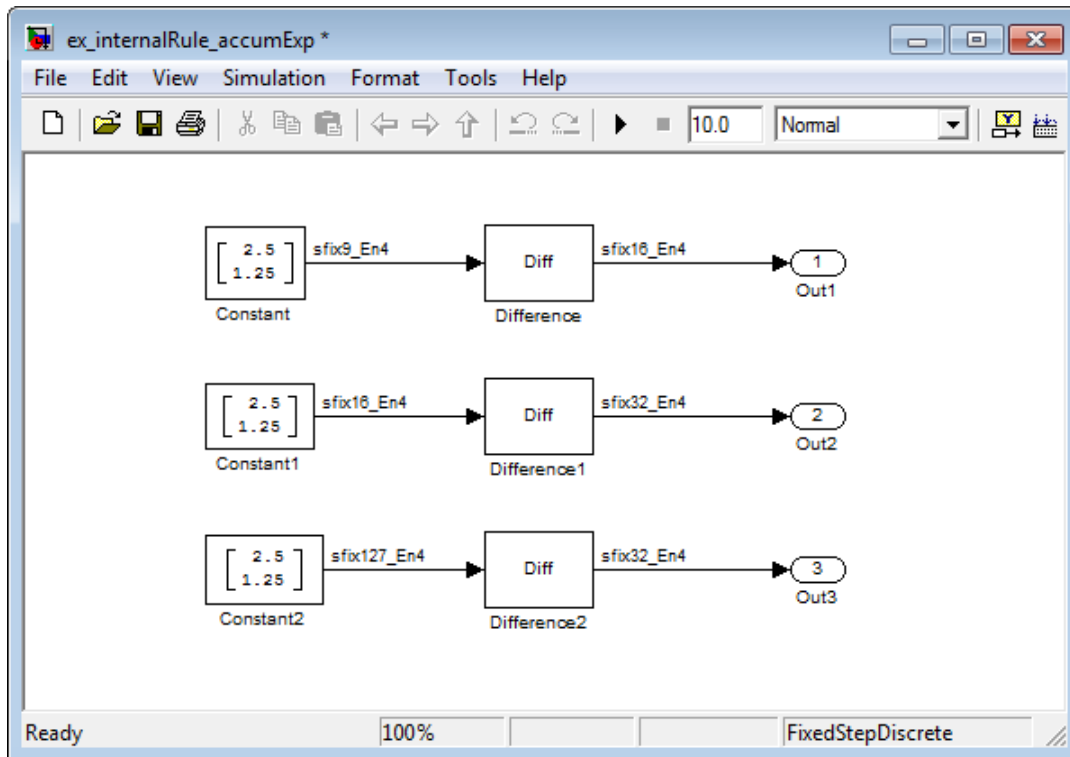 ex_internalRule_accumExp *
File Edit View Simulation Format Tools Help
10.0 Normal
2.5
1.25
sfix9_En4
Diff
sfix16_En4
1
Constant
Difference
Out1
2.5
1.25
sfix16_En4
Diff
sfix32_En4
2
Constant1
Difference1
Out2
2.5
1.25
sfix127_En4
Diff
sfix32_En4
3
Constant2
Difference2
Out3
Ready 100% FixedStepDiscrete